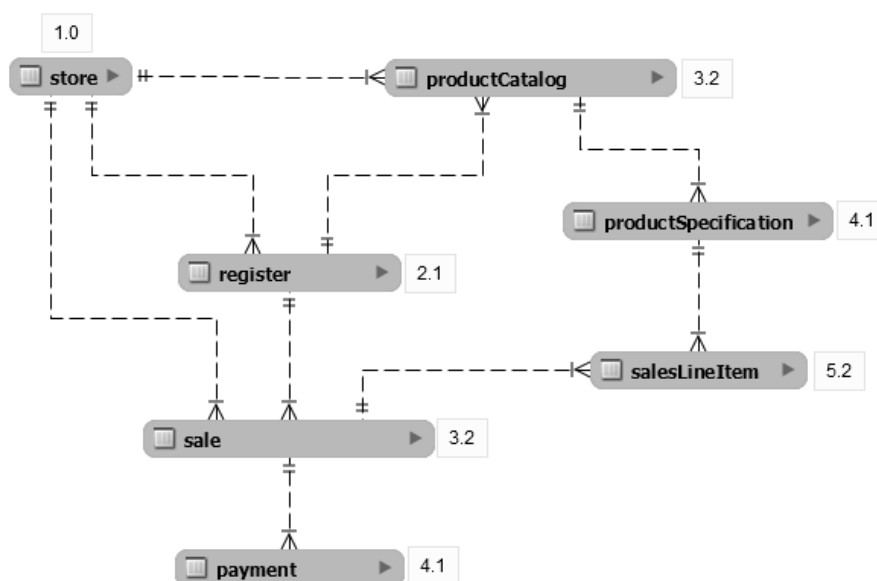 1.0
store
productCatalog
3.2
productSpecification
4.1
register
2.1
salesLineItem
5.2
sale
3.2
payment
4.1